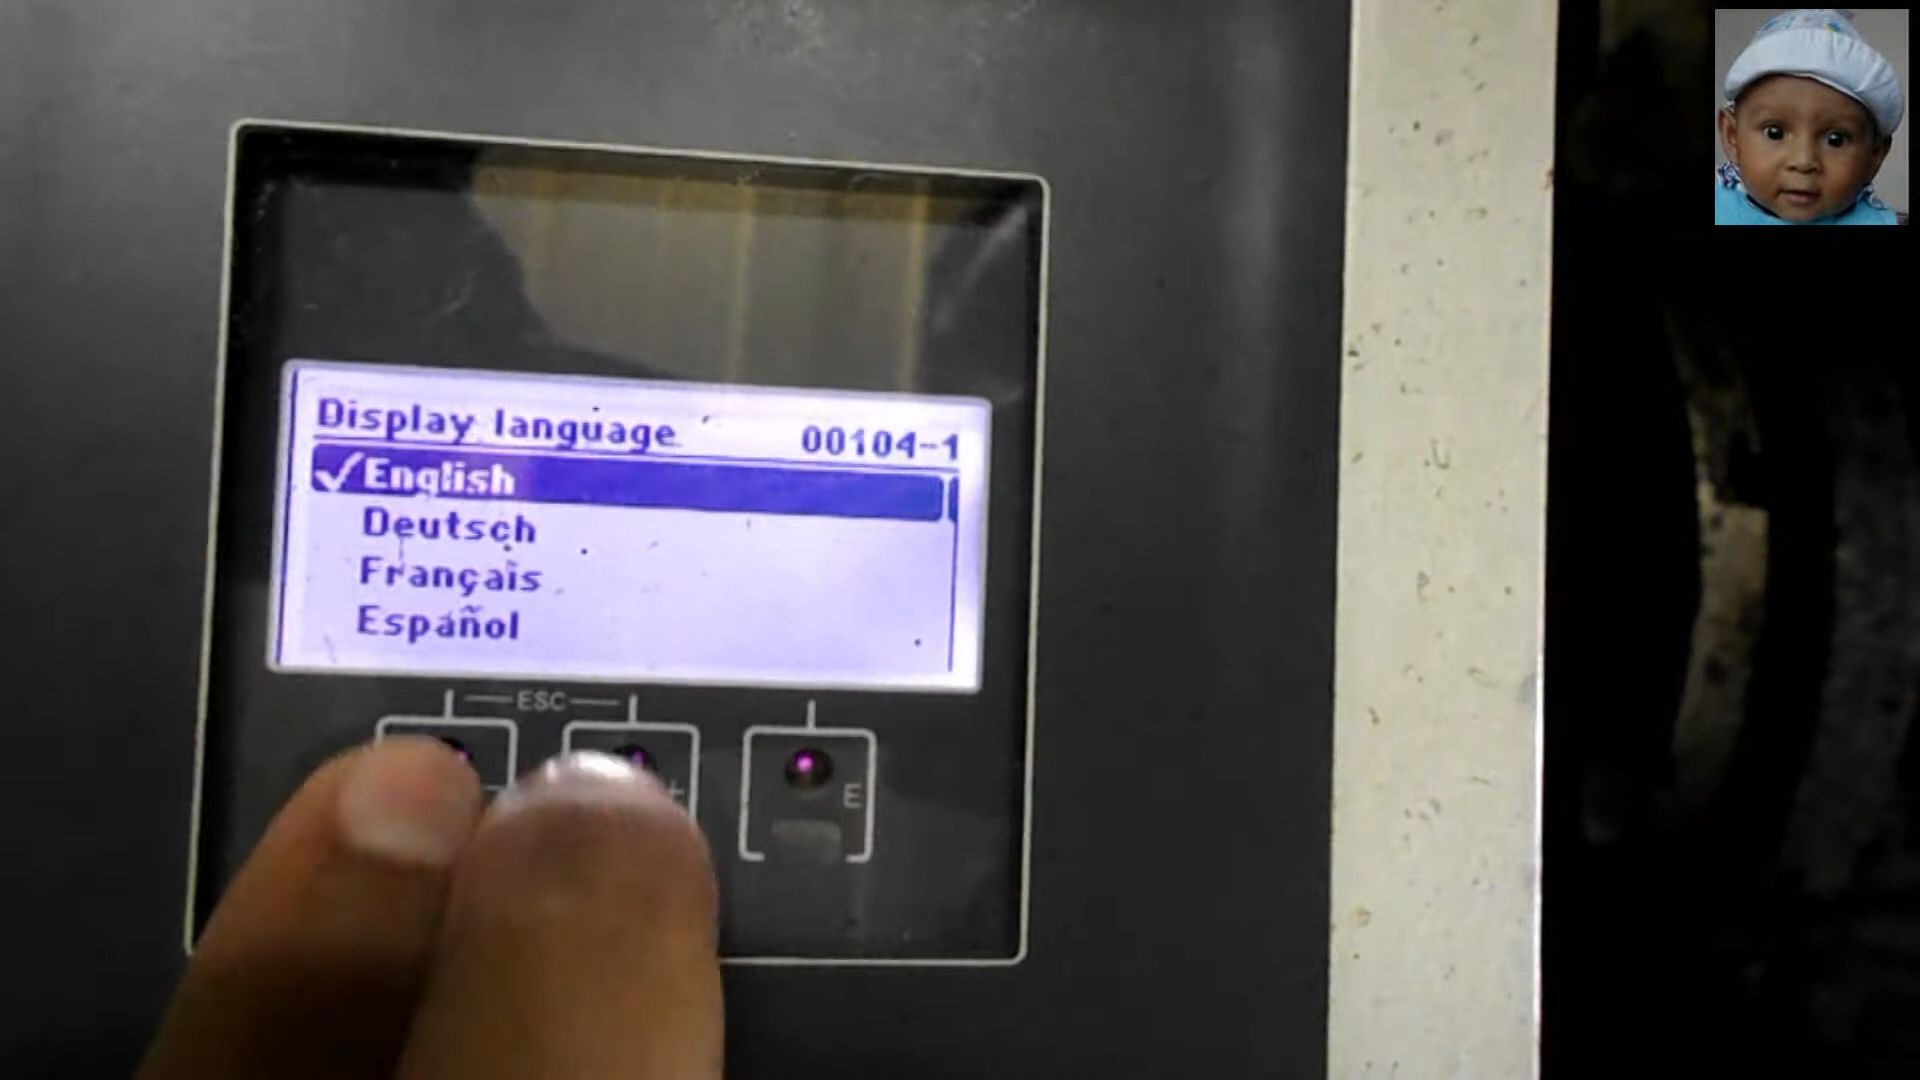 Display language 00104-1
✓English
Deutsch
Français
Español
ESC
+
E